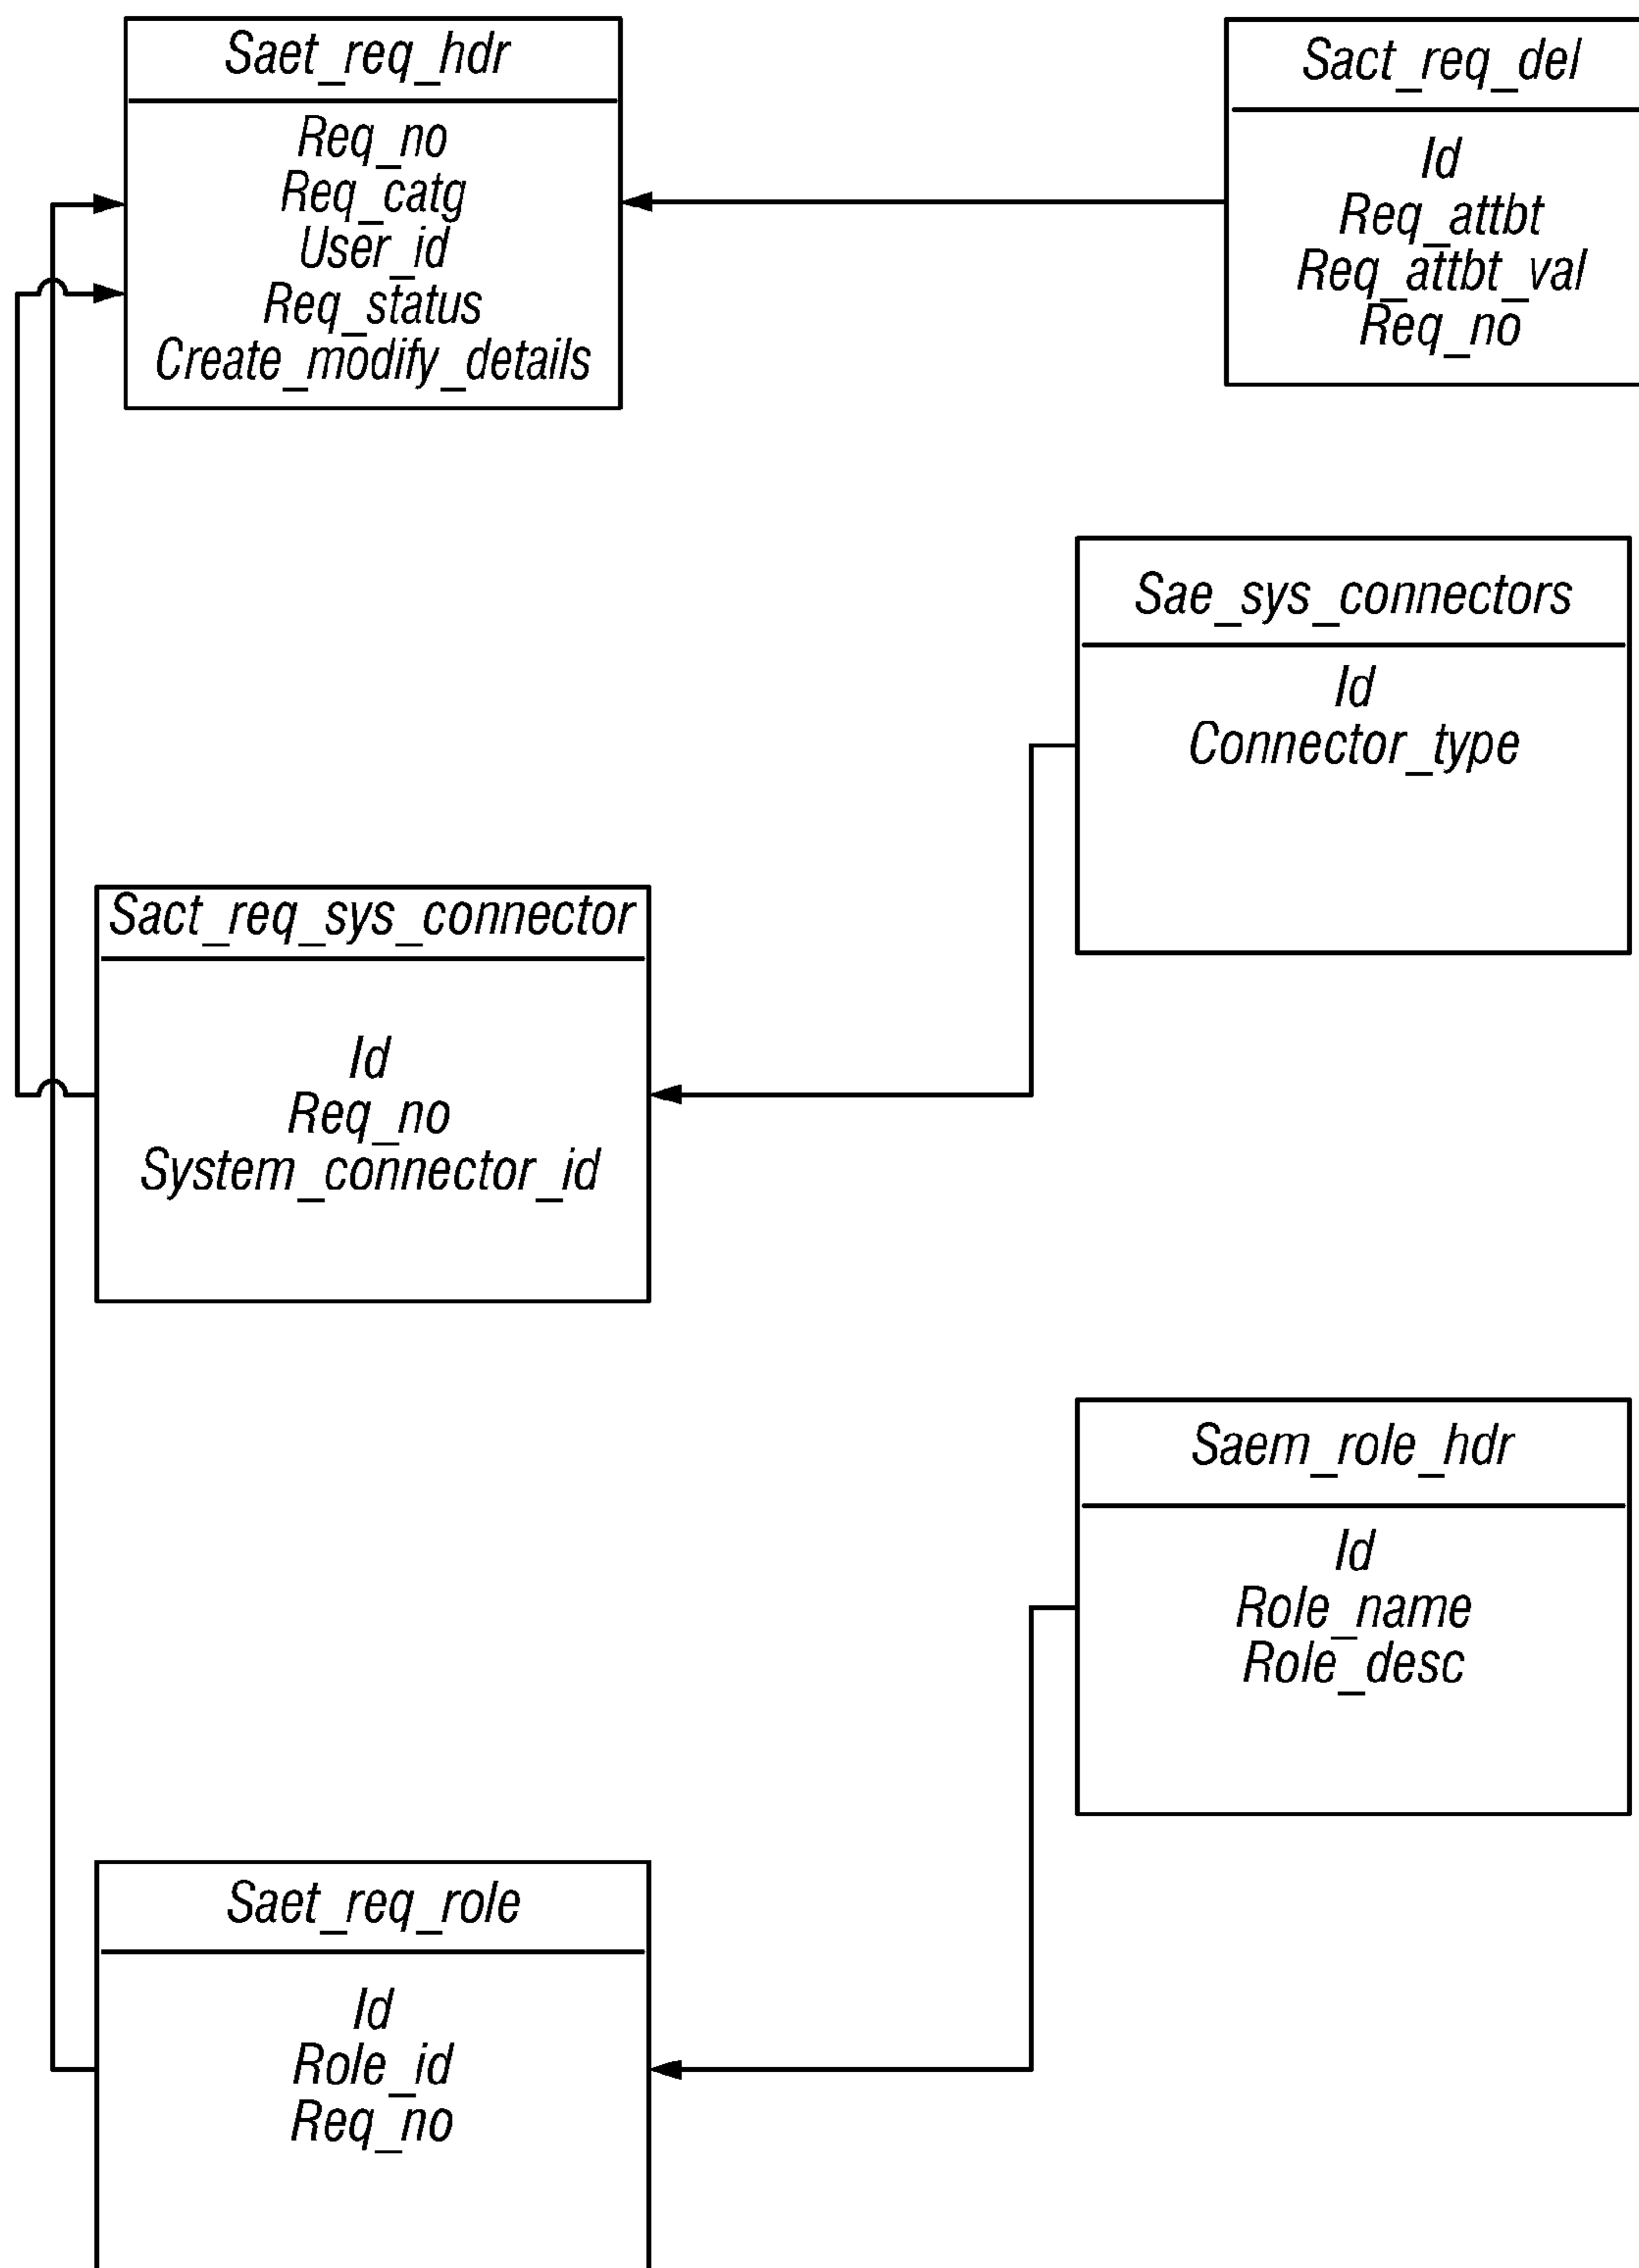 Saet_req_hdr
Req_no
Req_catg
User_id
Req_status
Create_modify_details
Sact_req_del
Id
Req_attbt
Req_attbt_val
Req_no
Sae_sys_connectors
Id
Connector_type
Sact_req_sys_connector
Id
Req_no
System_connector_id
Saem_role_hdr
Id
Role_name
Role_desc
Saet_req_role
Id
Role_id
Req_no